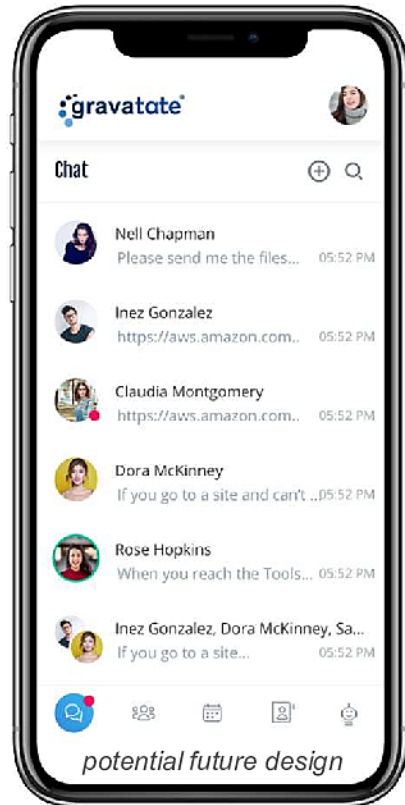 gravatate
Chat
Nell Chapman
Please send me the files... 05:52 PM
Inez Gonzalez
https://aws.amazon.com.. 05:52 PM
Claudia Montgomery
https://aws.amazon.com.. 05:52 PM
Dora McKinney
If you go to a site and can't ..05:52 PM
Rose Hopkins
When you reach the Tools... 05:52 PM
Inez Gonzalez, Dora McKinney, Sa...
If you go to a site... 05:52 PM
potential future design